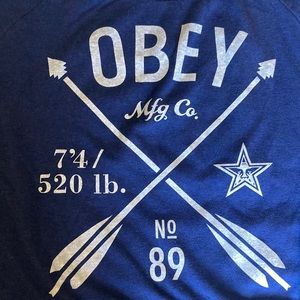 OBEY
Mfg. Co.
7'4/
520 lb.
Nº
89